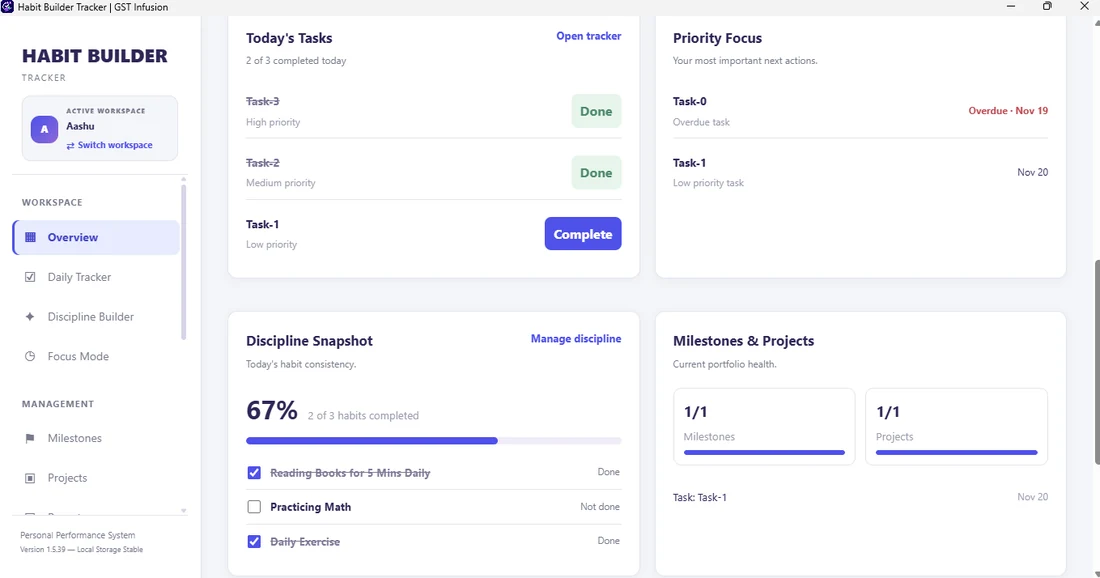 Habit Builder Tracker | GST Infusion
HABIT BUILDER
TRACKER
ACTIVE WORKSPACE
A
Aashu
⇄ Switch workspace
WORKSPACE
Overview
Daily Tracker
Discipline Builder
Focus Mode
MANAGEMENT
Milestones
Projects
Personal Performance System
Version 1.5.39 — Local Storage Stable
Today's Tasks
Open tracker
2 of 3 completed today
Task-3
High priority
Done
Task-2
Medium priority
Done
Task-1
Low priority
Complete
Priority Focus
Your most important next actions.
Task-0
Overdue task
Overdue · Nov 19
Task-1
Low priority task
Nov 20
Discipline Snapshot
Manage discipline
Today's habit consistency.
67% 2 of 3 habits completed
Reading Books for 5 Mins Daily Done
Practicing Math Not done
Daily Exercise Done
Milestones & Projects
Current portfolio health.
1/1
Milestones
1/1
Projects
Task: Task-1 Nov 20